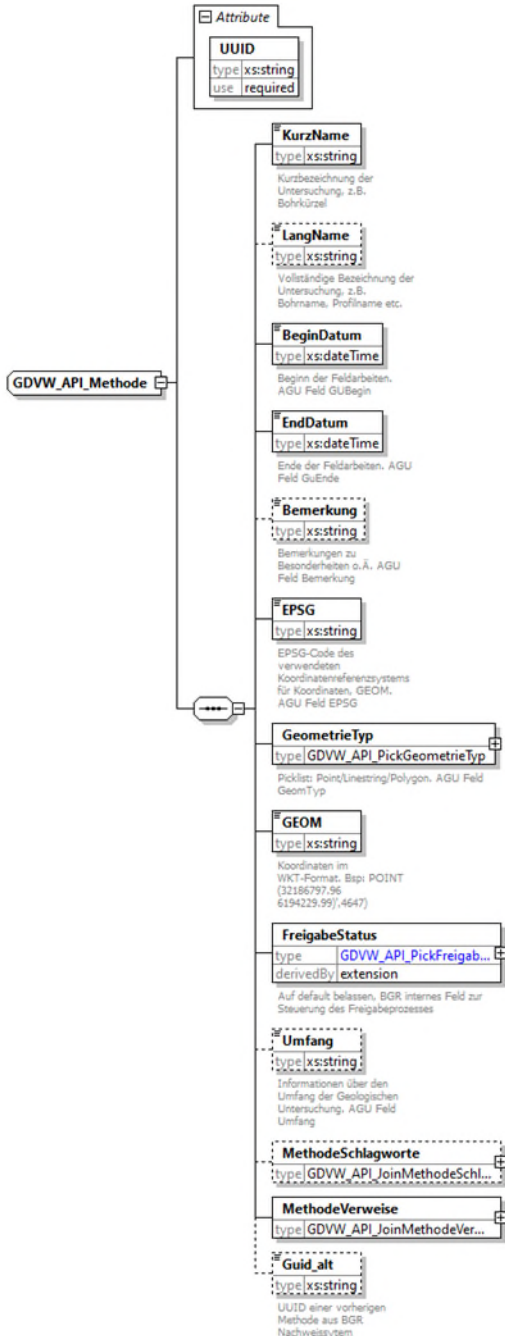 Attribute
UUID
type xs:string
use required
GDVW_API_Methode
KurzName
type xs:string
Kurzbezeichnung der
Untersuchung, z.B.
Bohrkürzel
LangName
type xs:string
Vollständige Bezeichnung der
Untersuchung, z.B.
Bohrname, Profilname etc.
BeginDatum
type xs:dateTime
Beginn der Feldarbeiten.
AGU Feld GUBegin
EndDatum
type xs:dateTime
Ende der Feldarbeiten. AGU
Feld GuEnde
Bemerkung
type xs:string
Bemerkungen zu
Besonderheiten o.Ä. AGU
Feld Bemerkung
EPSG
type xs:string
EPSG-Code des
verwendeten
Koordinatenreferenzsystems
für Koordinaten, GEOM.
AGU Feld EPSG
GeometrieTyp
type GDVW_API_PickGeometrieTyp
Picklist: Point/Linestring/Polygon. AGU Feld
GeomTyp
GEOM
type xs:string
Koordinaten im
WKT-Format. Bsp: POINT
(32186797.96
6194229.99)',4647)
FreigabeStatus
type GDVW_API_PickFreigab...
derivedBy extension
Auf default belassen, BGR internes Feld zur
Steuerung des Freigabeprozesses
Umfang
type xs:string
Informationen über den
Umfang der Geologischen
Untersuchung. AGU Feld
Umfang
MethodeSchlagworte
type GDVW_API_JoinMethodeSchl...
MethodeVerweise
type GDVW_API_JoinMethodeVer...
Guid_alt
type xs:string
UUID einer vorherigen
Methode aus BGR
Nachweissytem